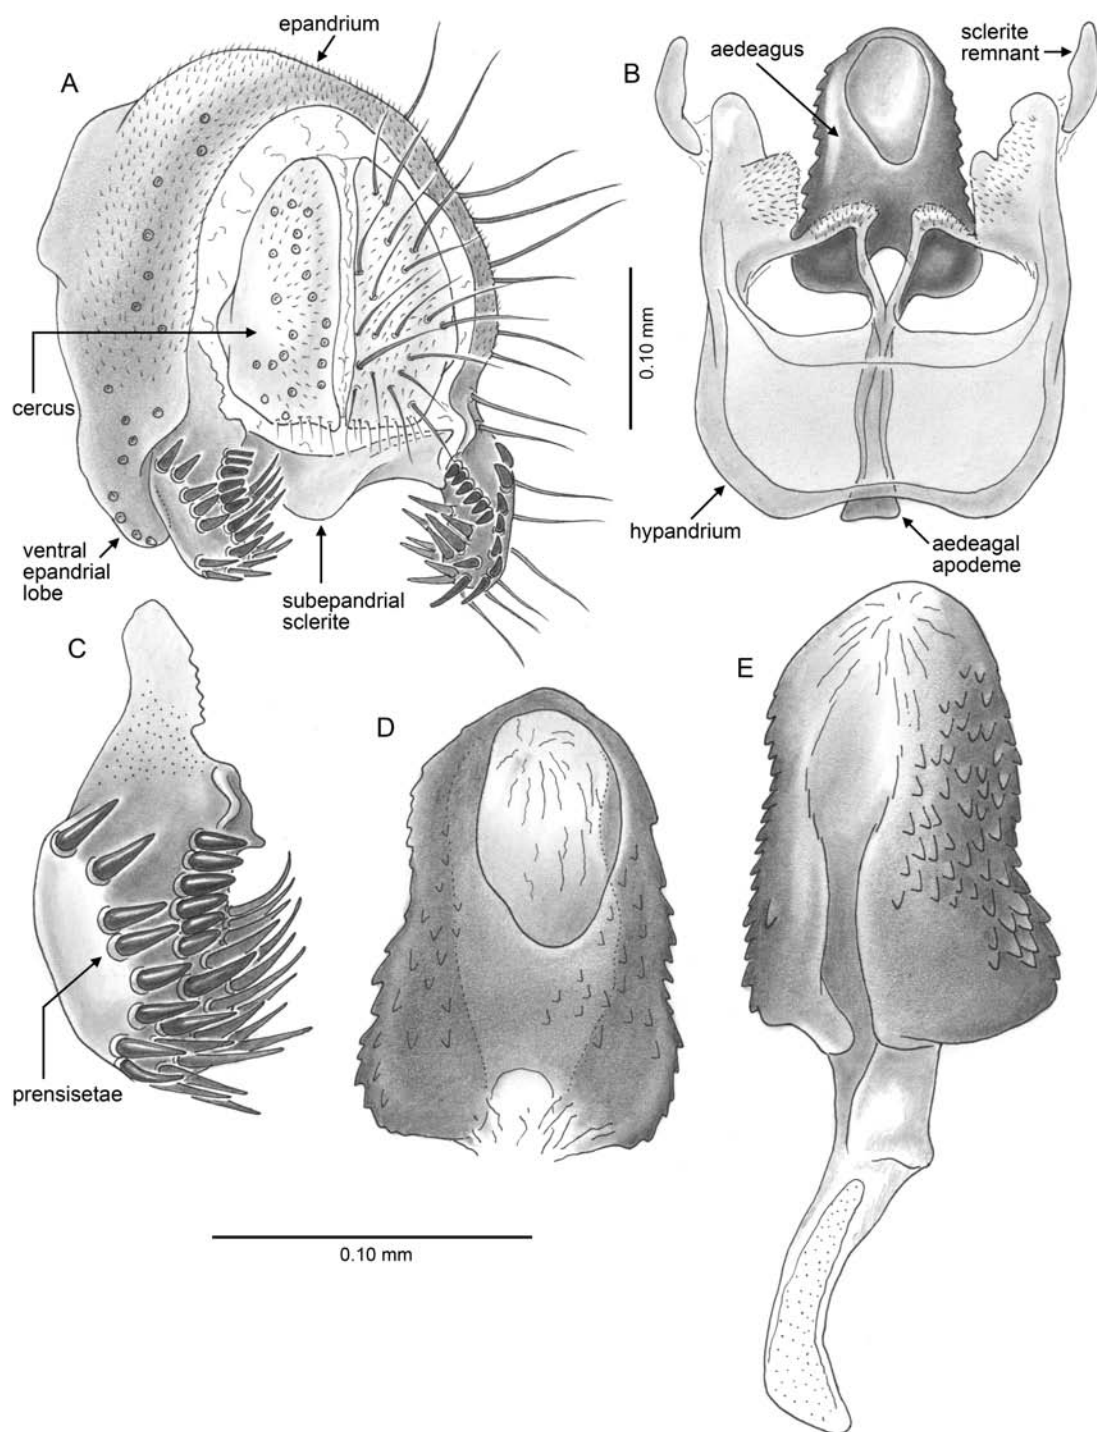 epandrium
A
cercus
ventral
epandrial
lobe
subepandrial
sclerite
B
aedeagus
sclerite
remnant
0.10 mm
hypandrium
aedeagal
apodeme
C
prensisetae
D
E
0.10 mm